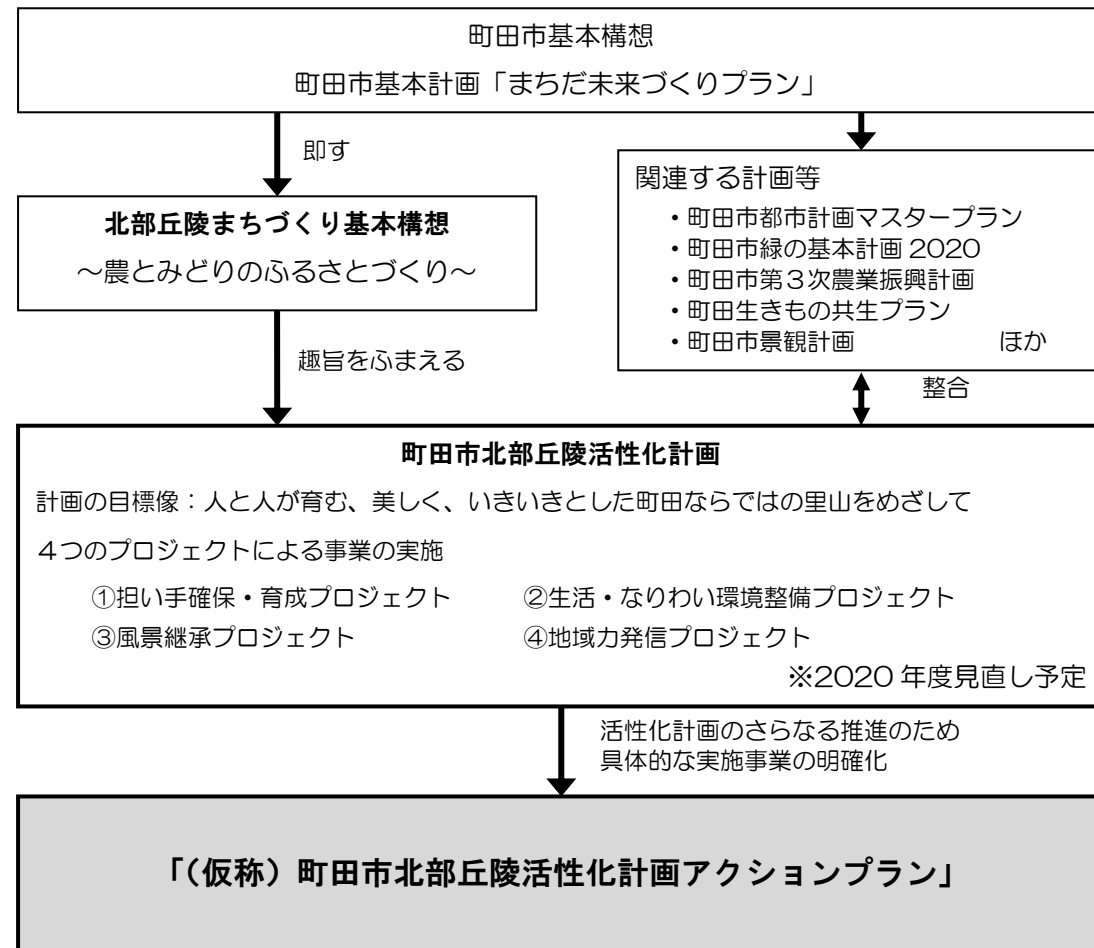 町田市基本構想
町田市基本計画「まちだ未来づくりプラン」
即す
北部丘陵まちづくり基本構想
～農とみどりのふるさとづくり～
関連する計画等
・町田市都市計画マスタープラン
・町田市緑の基本計画 2020
・町田市第３次農業振興計画
・町田生きもの共生プラン
・町田市景観計画　ほか
趣旨をふまえる
整合
町田市北部丘陵活性化計画
計画の目標像：人と人が育む、美しく、いきいきとした町田ならではの里山をめざして
４つのプロジェクトによる事業の実施
①担い手確保・育成プロジェクト　②生活・なりわい環境整備プロジェクト
③風景継承プロジェクト　④地域力発信プロジェクト
※2020 年度見直し予定
活性化計画のさらなる推進のため
具体的な実施事業の明確化
「（仮称）町田市北部丘陵活性化計画アクションプラン」